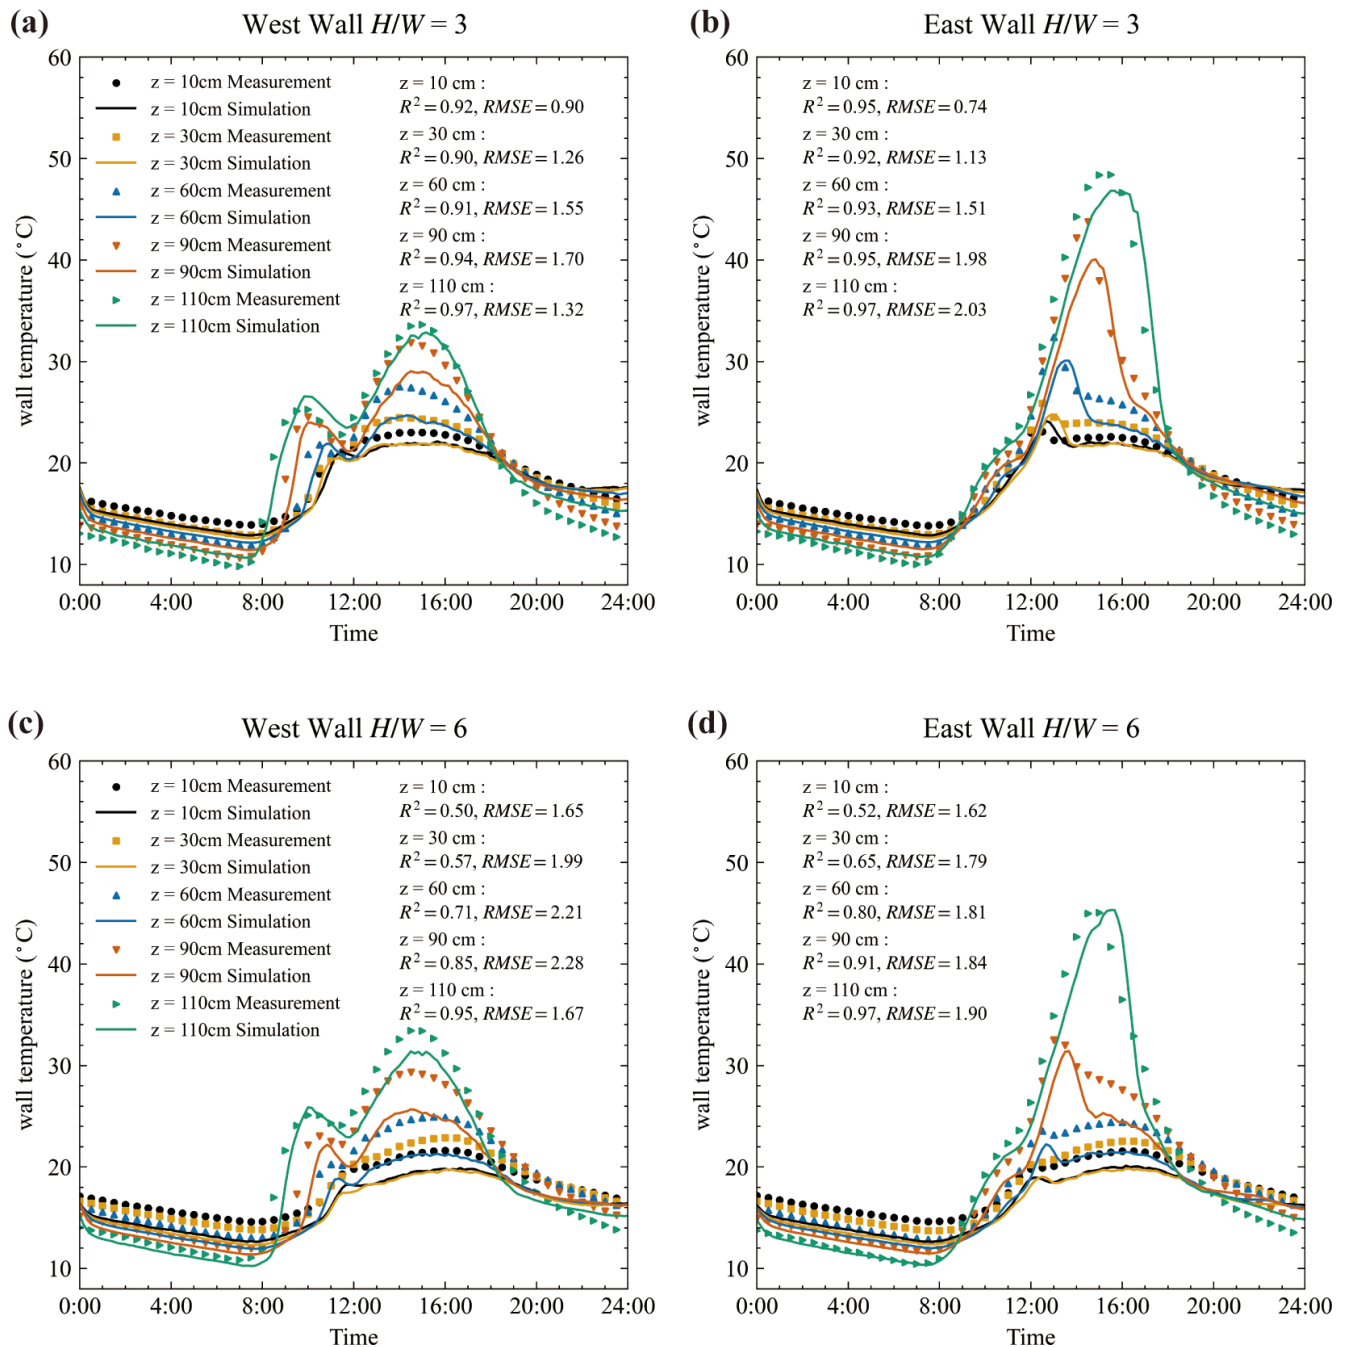 (a)
West Wall H/W = 3
60
50
40
30
20
10
wall temperature (°C)
z = 10cm Measurement
z = 10cm Simulation
z = 30cm Measurement
z = 30cm Simulation
z = 60cm Measurement
z = 60cm Simulation
z = 90cm Measurement
z = 90cm Simulation
z = 110cm Measurement
z = 110cm Simulation
z = 10 cm :
R² = 0.92, RMSE = 0.90
z = 30 cm :
R² = 0.90, RMSE = 1.26
z = 60 cm :
R² = 0.91, RMSE = 1.55
z = 90 cm :
R² = 0.94, RMSE = 1.70
z = 110 cm :
R² = 0.97, RMSE = 1.32
0:00 4:00 8:00 12:00 16:00 20:00 24:00
Time
(b)
East Wall H/W = 3
60
50
40
30
20
10
wall temperature (°C)
z = 10 cm :
R² = 0.95, RMSE = 0.74
z = 30 cm :
R² = 0.92, RMSE = 1.13
z = 60 cm :
R² = 0.93, RMSE = 1.51
z = 90 cm :
R² = 0.95, RMSE = 1.98
z = 110 cm :
R² = 0.97, RMSE = 2.03
0:00 4:00 8:00 12:00 16:00 20:00 24:00
Time
(c)
West Wall H/W = 6
60
50
40
30
20
10
wall temperature (°C)
z = 10cm Measurement
z = 10cm Simulation
z = 30cm Measurement
z = 30cm Simulation
z = 60cm Measurement
z = 60cm Simulation
z = 90cm Measurement
z = 90cm Simulation
z = 110cm Measurement
z = 110cm Simulation
z = 10 cm :
R² = 0.50, RMSE = 1.65
z = 30 cm :
R² = 0.57, RMSE = 1.99
z = 60 cm :
R² = 0.71, RMSE = 2.21
z = 90 cm :
R² = 0.85, RMSE = 2.28
z = 110 cm :
R² = 0.95, RMSE = 1.67
0:00 4:00 8:00 12:00 16:00 20:00 24:00
Time
(d)
East Wall H/W = 6
60
50
40
30
20
10
wall temperature (°C)
z = 10 cm :
R² = 0.52, RMSE = 1.62
z = 30 cm :
R² = 0.65, RMSE = 1.79
z = 60 cm :
R² = 0.80, RMSE = 1.81
z = 90 cm :
R² = 0.91, RMSE = 1.84
z = 110 cm :
R² = 0.97, RMSE = 1.90
0:00 4:00 8:00 12:00 16:00 20:00 24:00
Time